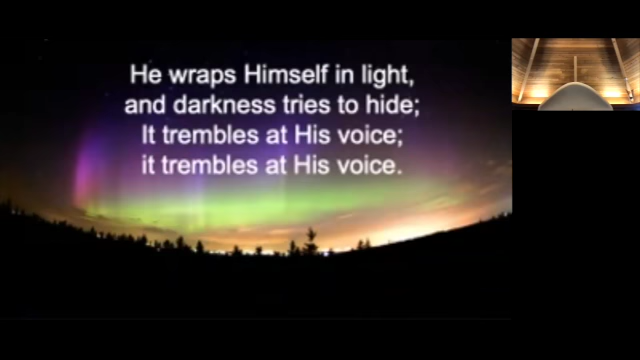 He wraps Himself in light,
and darkness tries to hide;
It trembles at His voice;
it trembles at His voice.